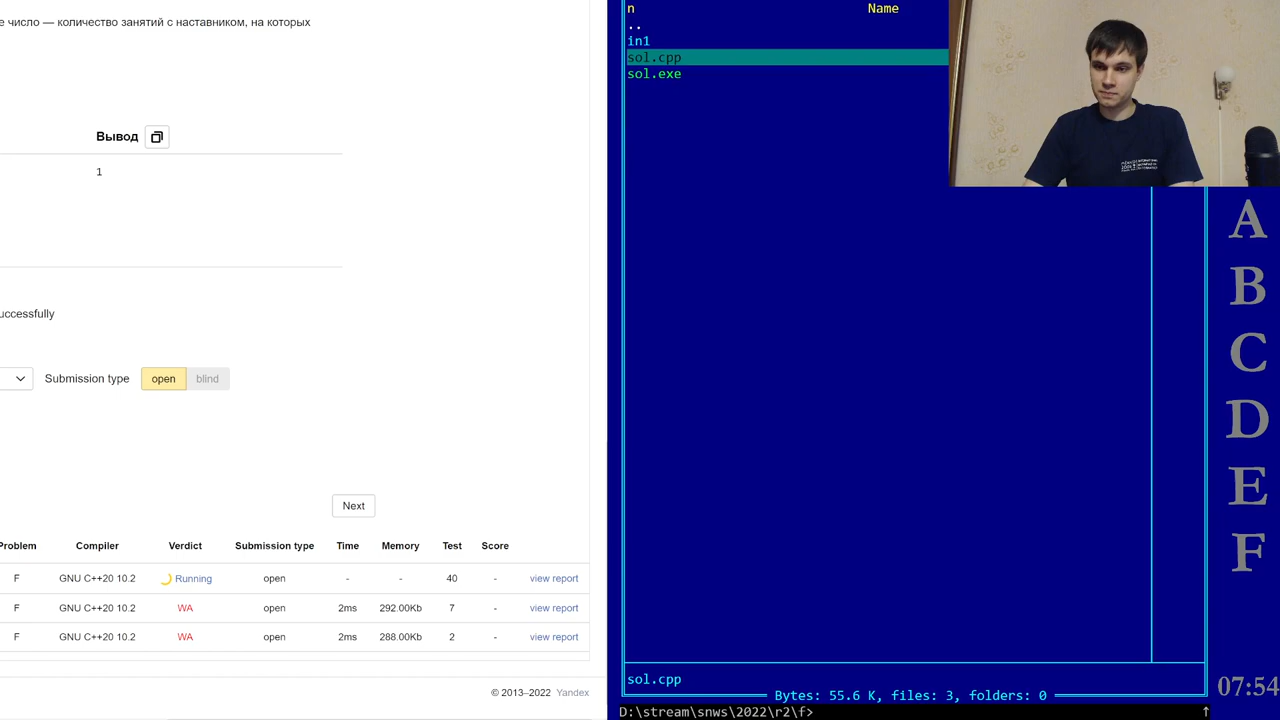 е число — количество занятий с наставником, на которых
Вывод
1
uccessfully
Submission type open blind
Next
Problem Compiler Verdict Submission type Time Memory Test Score
F GNU C++20 10.2 Running open - - 40 - view report
F GNU C++20 10.2 WA open 2ms 292.00Kb 7 - view report
F GNU C++20 10.2 WA open 2ms 288.00Kb 2 - view report
© 2013–2022 Yandex
n Name
..
in1
sol.cpp
sol.exe
sol.cpp
Bytes: 55.6 K, files: 3, folders: 0
D:\stream\snws\2022\r2\f>
A
B
C
D
E
F
07:54